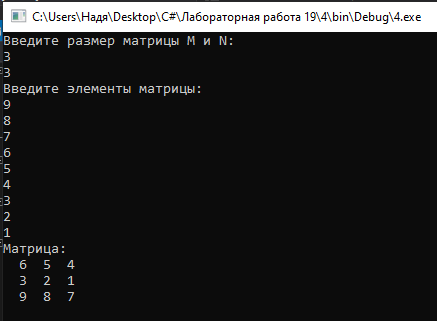 C:\Users\Надя\Desktop\C#\Лабораторная работа 19\4\bin\Debug\4.exe
Введите размер матрицы M и N:
3
3
Введите элементы матрицы:
9
8
7
6
5
4
3
2
1
Матрица:
6 5 4
3 2 1
9 8 7